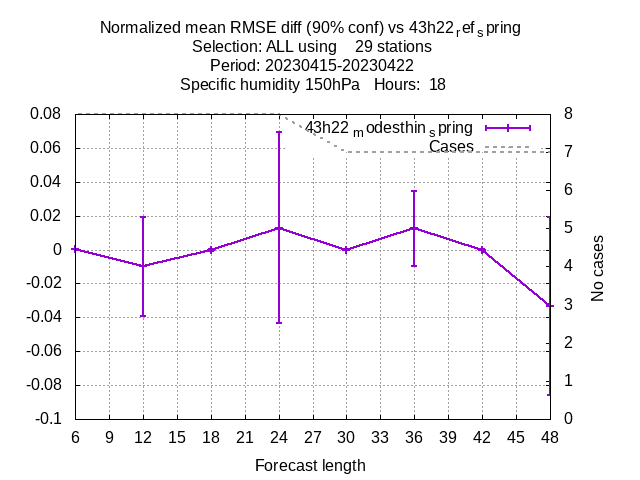 Normalized mean RMSE diff (90% conf) vs 43h22ref spring
Selection: ALL using 29 stations
Period: 20230415-20230422
Specific humidity 150hPa Hours: 18
43h22modesthinspring
Cases
0.08
0.06
0.04
0.02
0
-0.02
-0.04
-0.06
-0.08
-0.1
8
7
6
5
4
3
2
1
0
No cases
6 9 12 15 18 21 24 27 30 33 36 39 42 45 48
Forecast length